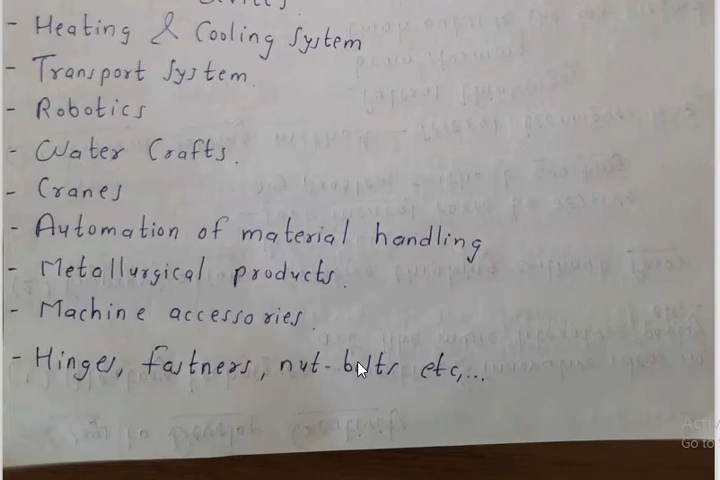 - Heating & Cooling System
- Transport System.
- Robotics
- Water Crafts.
- Cranes
- Automation of material handling
- Metallurgical products.
- Machine accessories.
- Hinges, fastners, nut-bolts etc,...